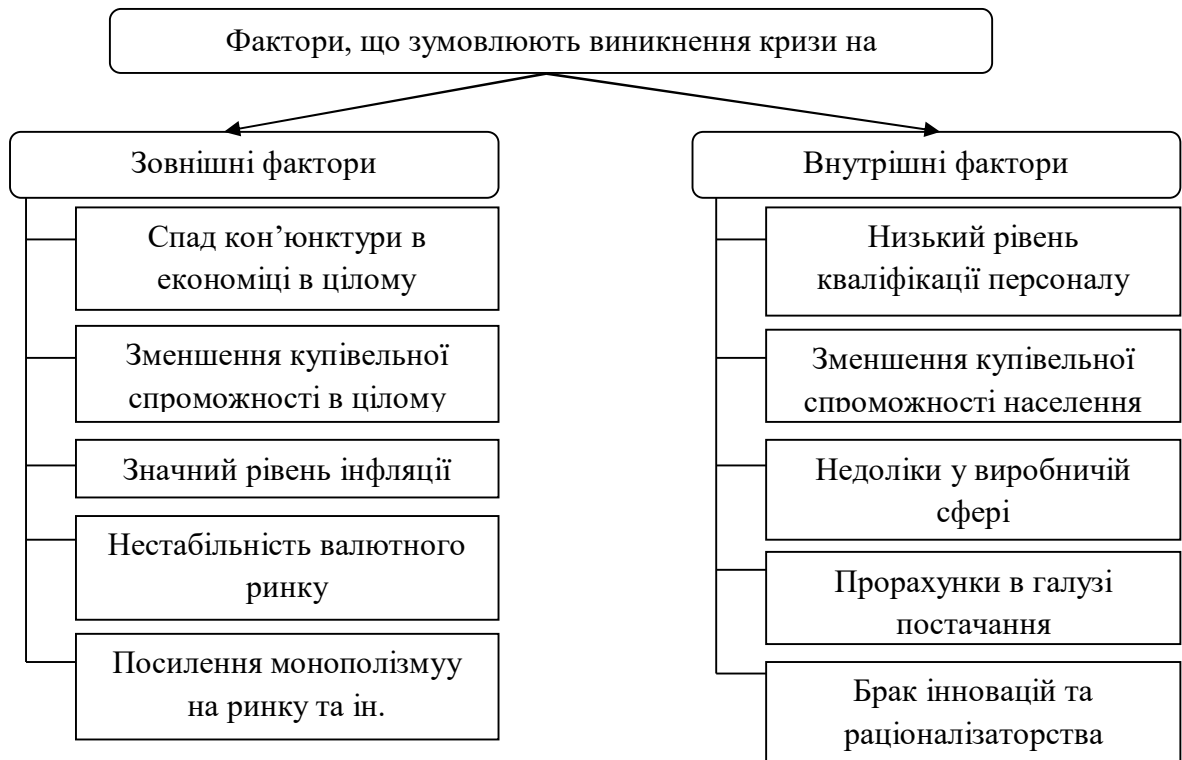 Фактори, що зумовлюють виникнення кризи на
Зовнішні фактори
Спад кон’юнктури в
економіці в цілому
Зменшення купівельної
спроможності в цілому
Значний рівень інфляції
Нестабільність валютного
ринку
Посилення монополізмуу
на ринку та ін.
Внутрішні фактори
Низький рівень
кваліфікації персоналу
Зменшення купівельної
спроможності населення
Недоліки у виробничій
сфері
Прорахунки в галузі
постачання
Брак інновацій та
раціоналізаторства